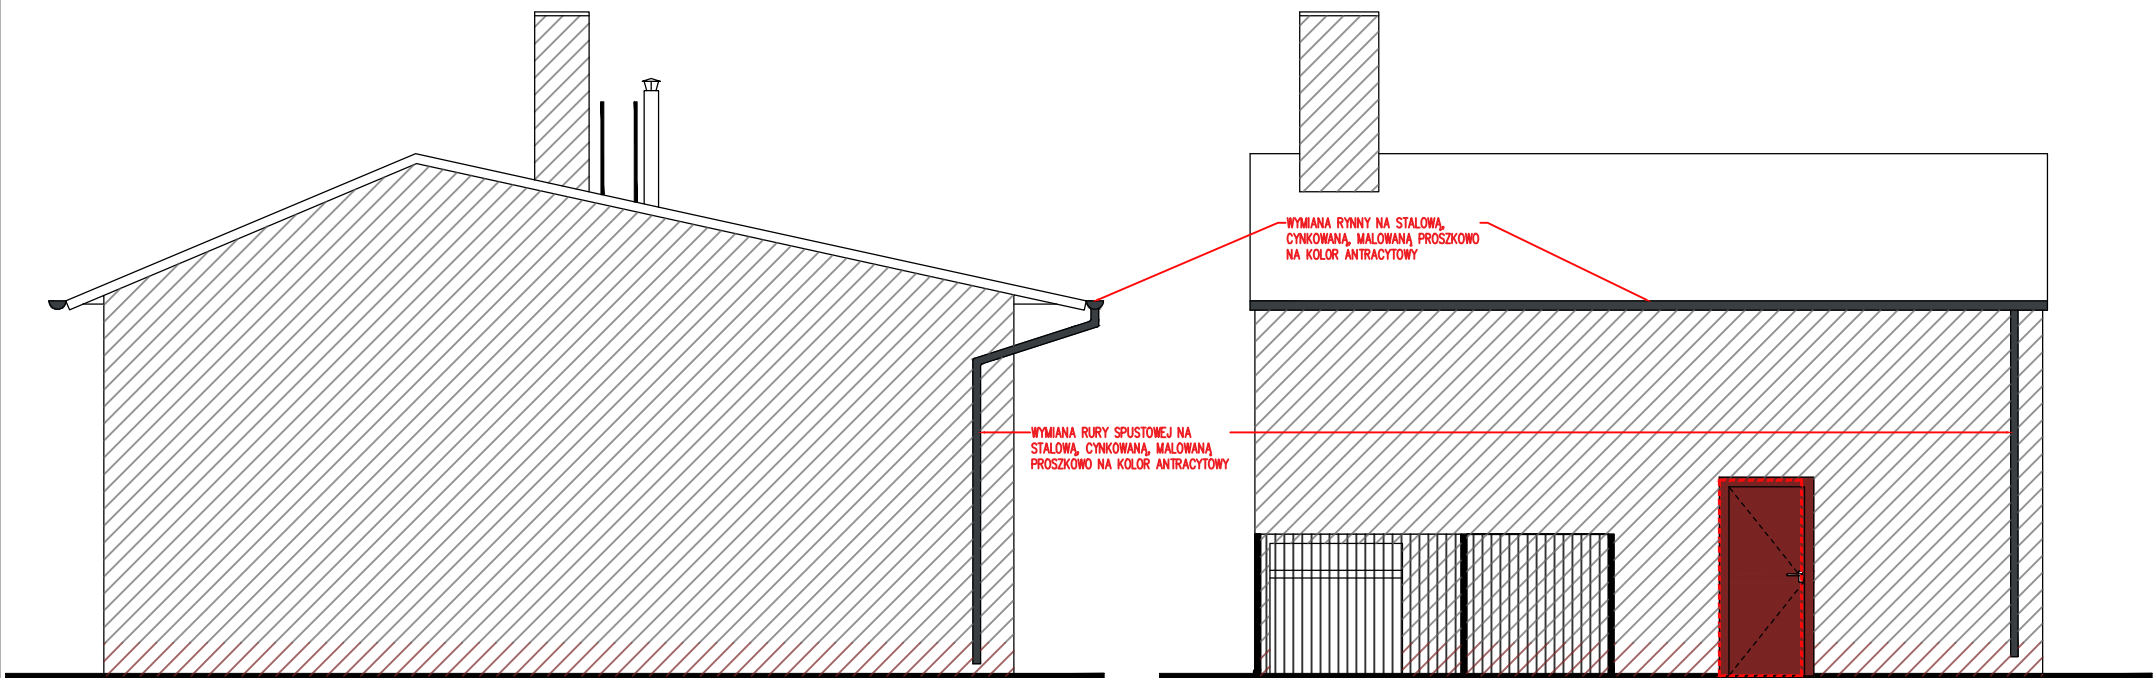 WYMIANA RYNNY NA STALOWĄ,
CYNKOWANĄ, MALOWANĄ PROSZKOWO
NA KOLOR ANTRACYTOWY
WYMIANA RURY SPUSTOWEJ NA
STALOWĄ, CYNKOWANĄ, MALOWANĄ
PROSZKOWO NA KOLOR ANTRACYTOWY